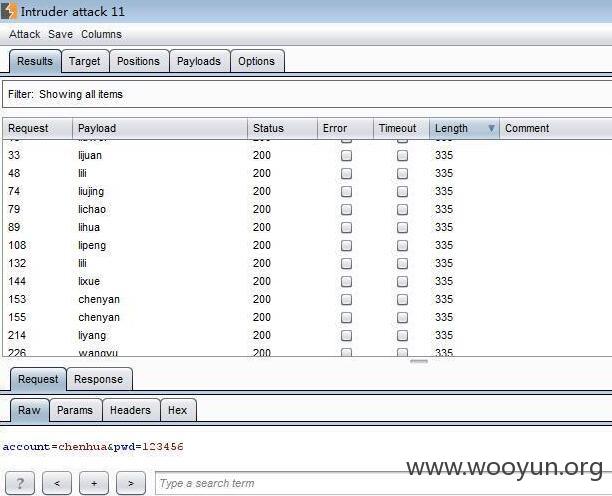 Intruder attack 11
Attack Save Columns
Results Target Positions Payloads Options
Filter: Showing all items
Request Payload Status Error Timeout Length Comment
33 lijuan 200 335
48 lili 200 335
74 liujing 200 335
79 lichao 200 335
89 lihua 200 335
108 lipeng 200 335
132 lili 200 335
144 lixue 200 335
153 chenyan 200 335
155 chenyan 200 335
214 liyang 200 335
226 wangyu 200 335
Request Response
Raw Params Headers Hex
account=chenhua&pwd=123456
www.wooyun.org
? < + > Type a search term